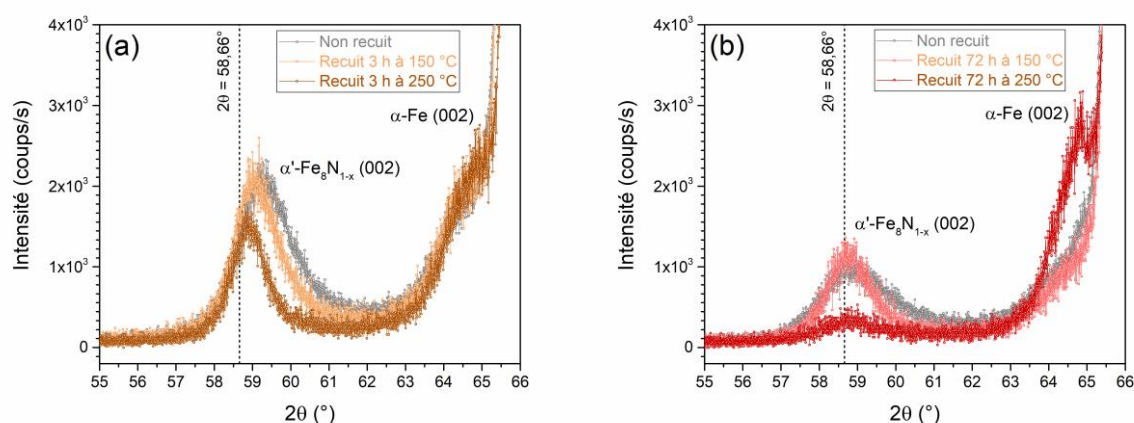 (a)
Non recuit
Recuit 3 h à 150 °C
Recuit 3 h à 250 °C
2θ = 58,66°
α-Fe (002)
α'-Fe₈N₁₋ₓ (002)
Intensité (coups/s)
4x10³
3x10³
2x10³
1x10³
0
55 56 57 58 59 60 61 62 63 64 65 66
2θ (°)
(b)
Non recuit
Recuit 72 h à 150 °C
Recuit 72 h à 250 °C
2θ = 58,66°
α-Fe (002)
α'-Fe₈N₁₋ₓ (002)
Intensité (coups/s)
4x10³
3x10³
2x10³
1x10³
0
55 56 57 58 59 60 61 62 63 64 65 66
2θ (°)